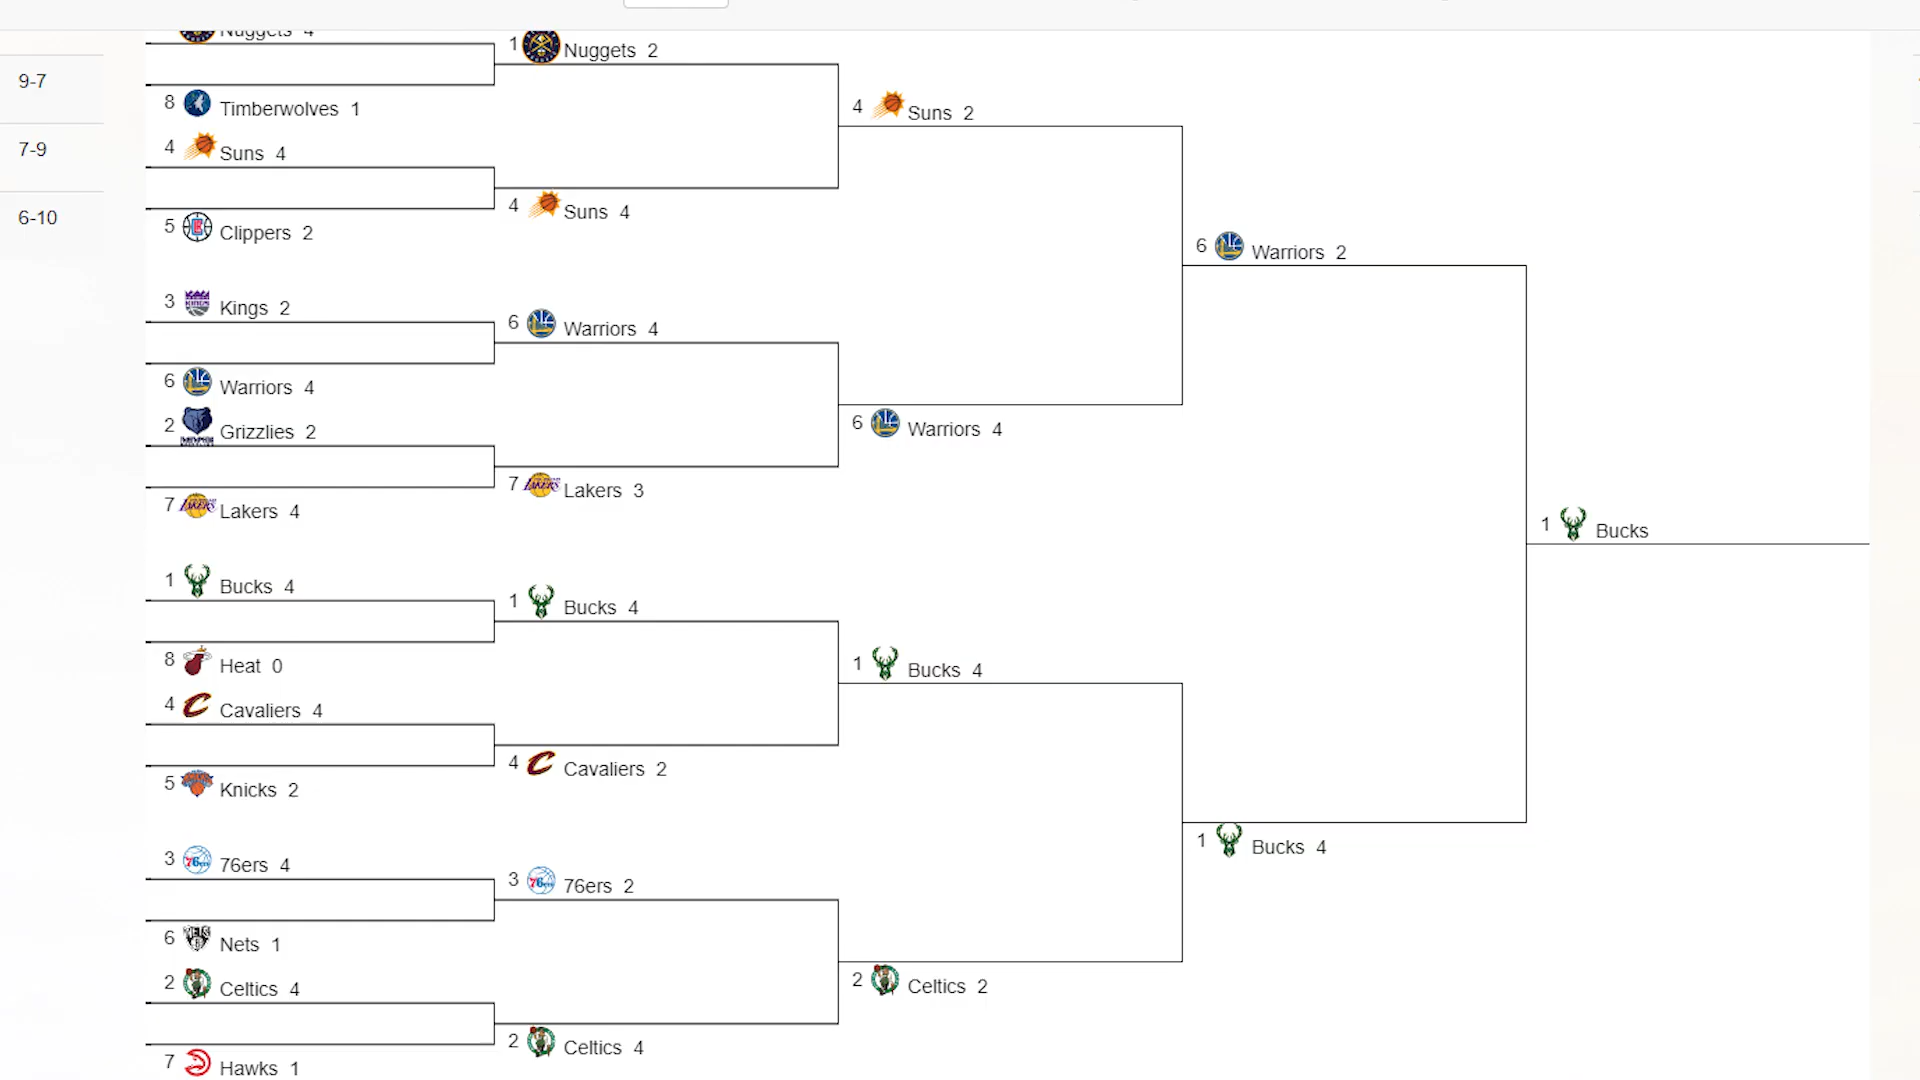 9-7
7-9
6-10
Nuggets 4
8 Timberwolves 1
4 Suns 4
5 Clippers 2
3 Kings 2
6 Warriors 4
2 Grizzlies 2
7 Lakers 4
1 Bucks 4
8 Heat 0
4 Cavaliers 4
5 Knicks 2
3 76ers 4
6 Nets 1
2 Celtics 4
7 Hawks 1
1 Nuggets 2
4 Suns 4
6 Warriors 4
7 Lakers 3
1 Bucks 4
4 Cavaliers 2
3 76ers 2
2 Celtics 4
4 Suns 2
6 Warriors 4
1 Bucks 4
2 Celtics 2
6 Warriors 2
1 Bucks 4
1 Bucks